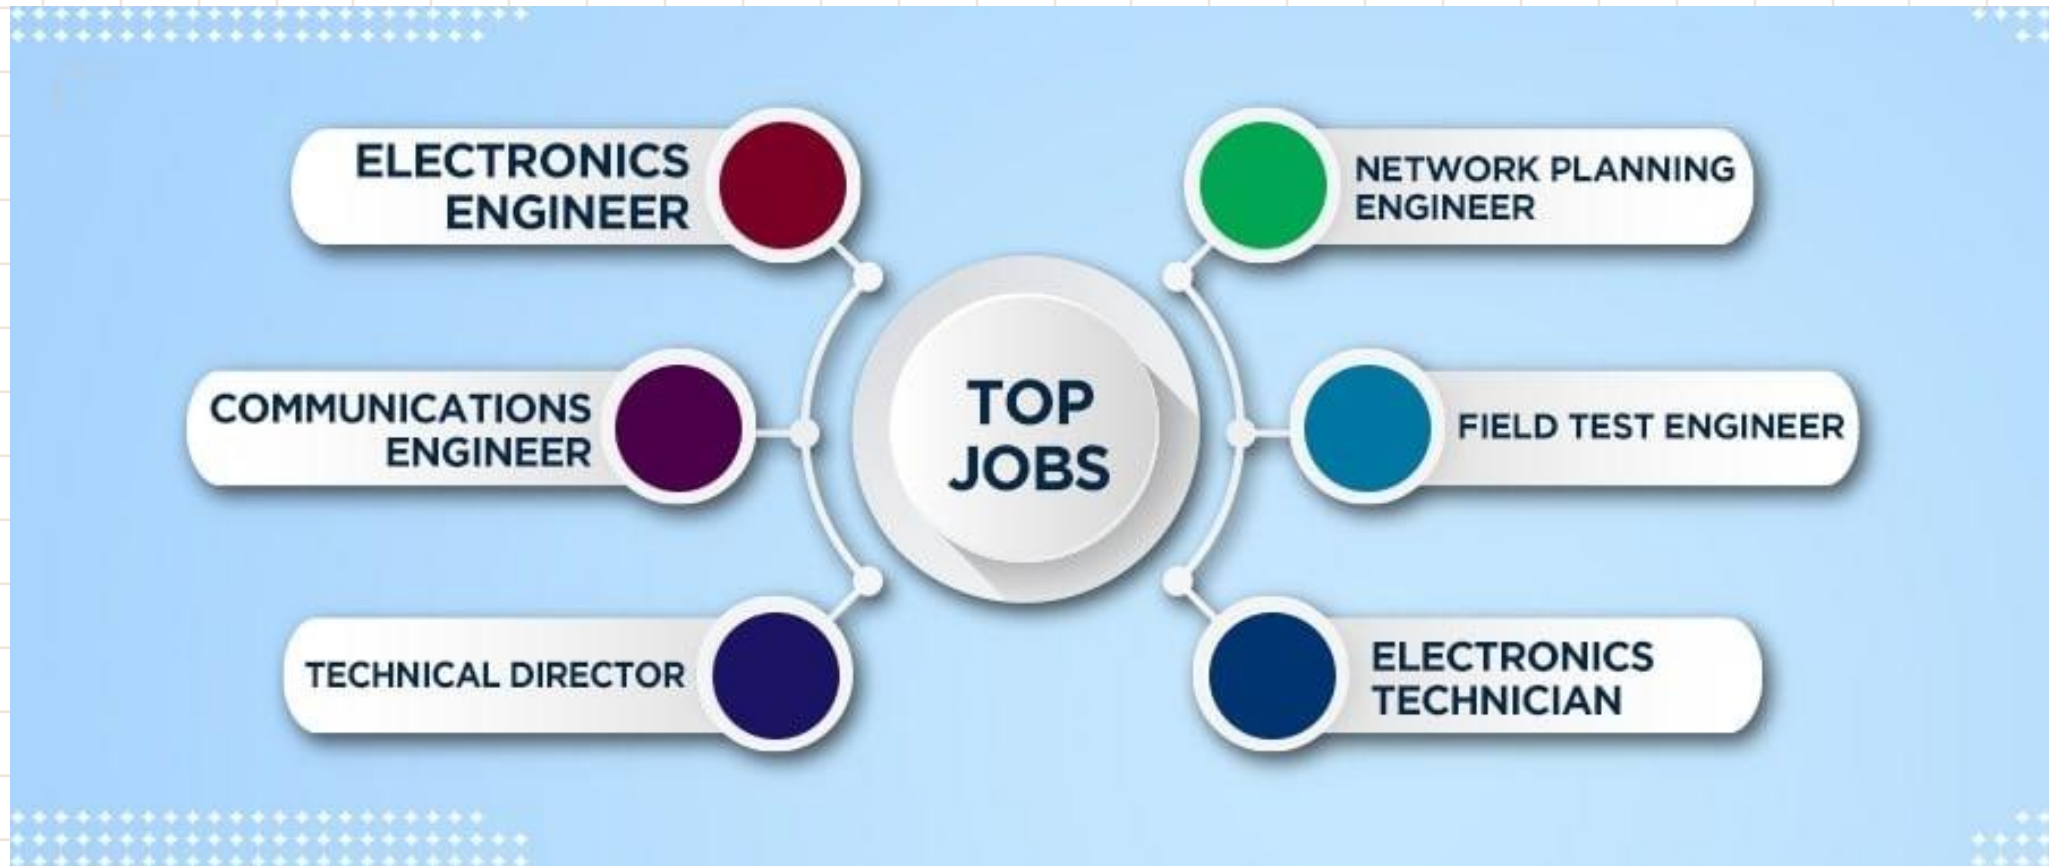 ELECTRONICS
ENGINEER
COMMUNICATIONS
ENGINEER
TECHNICAL DIRECTOR
TOP
JOBS
NETWORK PLANNING
ENGINEER
FIELD TEST ENGINEER
ELECTRONICS
TECHNICIAN